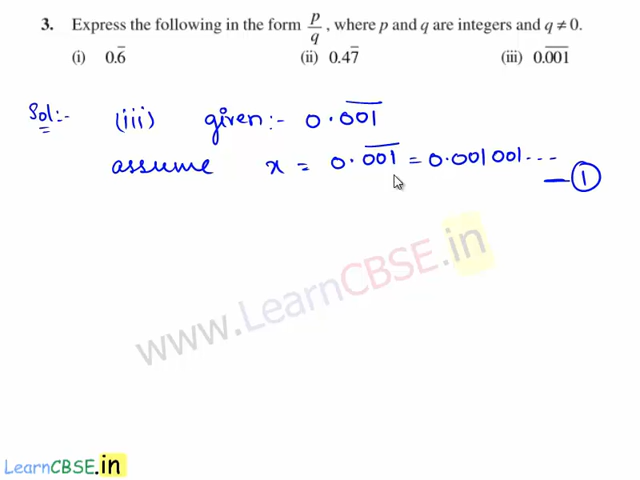 3. Express the following in the form p/q, where p and q are integers and q ≠ 0.
(i) 0.6̅ (ii) 0.47̅ (iii) 0.0̅0̅1̅
Sol:- (iii) given:- 0.0̅0̅1̅
assume x = 0.0̅0̅1̅ = 0.001001... — ①
www.LearnCBSE.in
LearnCBSE.in